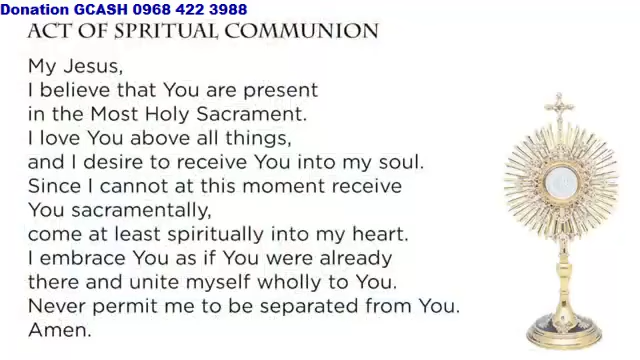 Donation GCASH 0968 422 3988
ACT OF SPRITUAL COMMUNION
My Jesus,
I believe that You are present
in the Most Holy Sacrament.
I love You above all things,
and I desire to receive You into my soul.
Since I cannot at this moment receive
You sacramentally,
come at least spiritually into my heart.
I embrace You as if You were already
there and unite myself wholly to You.
Never permit me to be separated from You.
Amen.